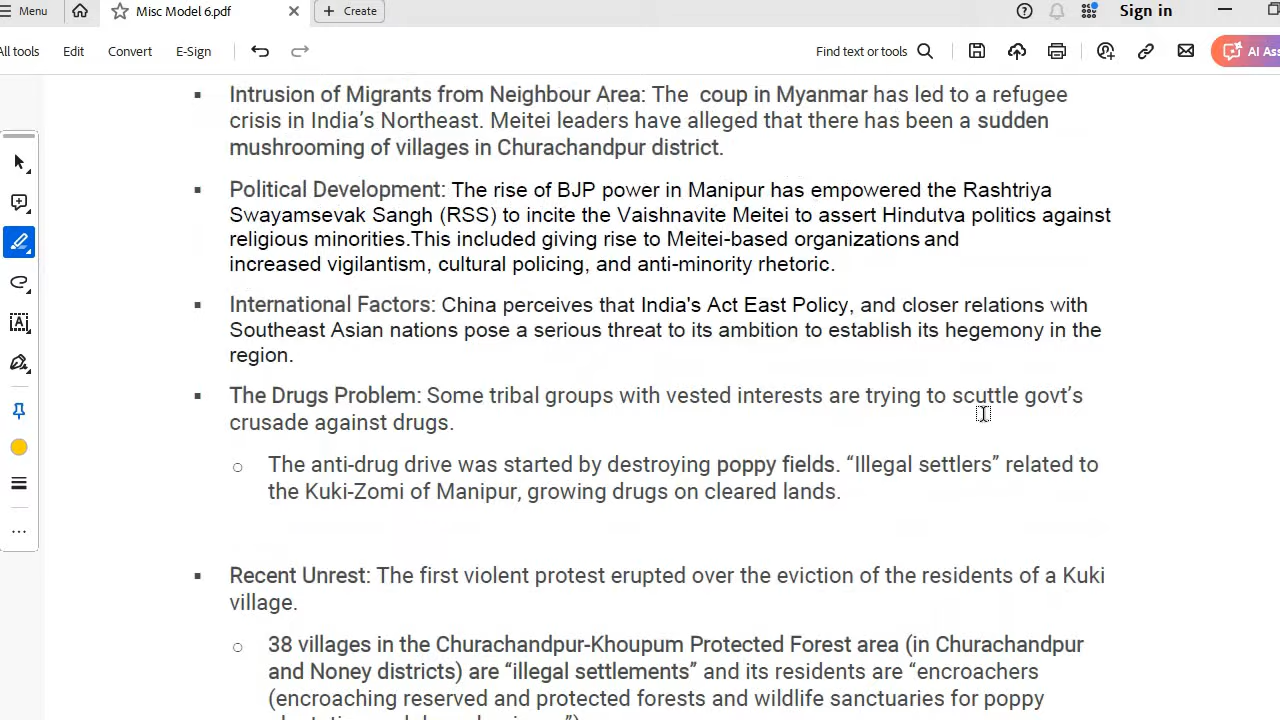 Menu
Misc Model 6.pdf
Create
Sign in
All tools
Edit
Convert
E-Sign
Find text or tools
AI Ass
Intrusion of Migrants from Neighbour Area: The coup in Myanmar has led to a refugee
crisis in India's Northeast. Meitei leaders have alleged that there has been a sudden
mushrooming of villages in Churachandpur district.
Political Development: The rise of BJP power in Manipur has empowered the Rashtriya
Swayamsevak Sangh (RSS) to incite the Vaishnavite Meitei to assert Hindutva politics against
religious minorities.This included giving rise to Meitei-based organizations and
increased vigilantism, cultural policing, and anti-minority rhetoric.
International Factors: China perceives that India's Act East Policy, and closer relations with
Southeast Asian nations pose a serious threat to its ambition to establish its hegemony in the
region.
The Drugs Problem: Some tribal groups with vested interests are trying to scuttle govt's
crusade against drugs.
The anti-drug drive was started by destroying poppy fields. “Illegal settlers” related to
the Kuki-Zomi of Manipur, growing drugs on cleared lands.
Recent Unrest: The first violent protest erupted over the eviction of the residents of a Kuki
village.
38 villages in the Churachandpur-Khoupum Protected Forest area (in Churachandpur
and Noney districts) are “illegal settlements” and its residents are “encroachers
(encroaching reserved and protected forests and wildlife sanctuaries for poppy